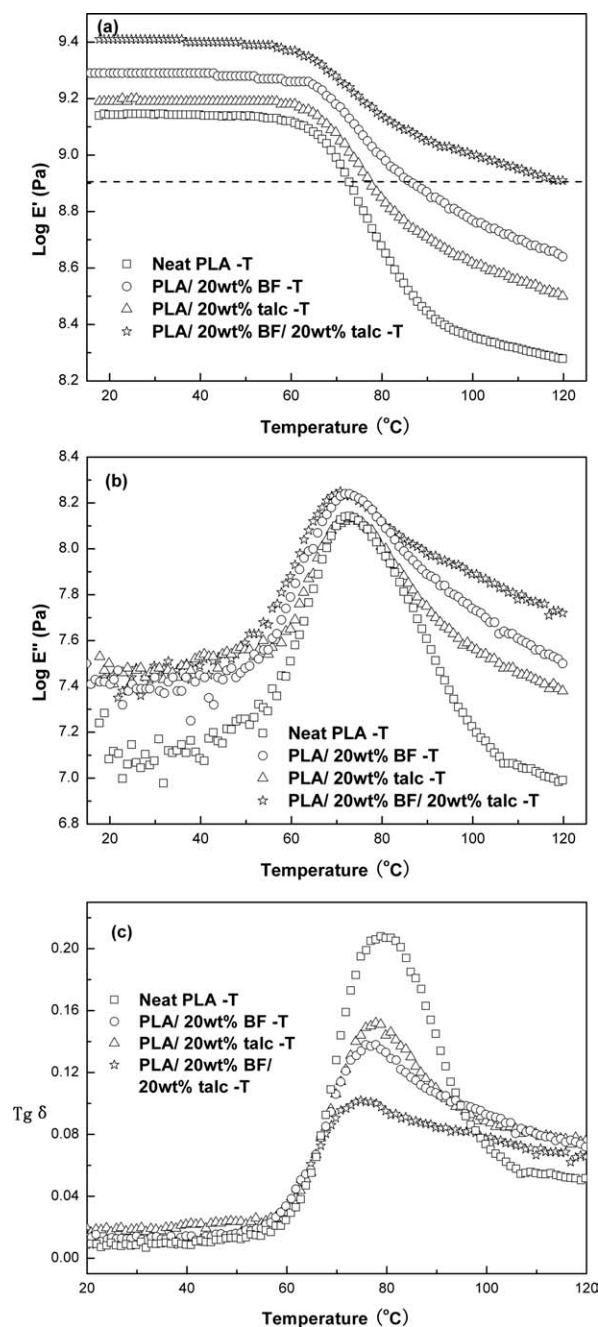 (a)
9.4
9.2
9.0
8.8
8.6
8.4
8.2
Log E' (Pa)
Neat PLA -T
PLA/ 20wt% BF -T
PLA/ 20wt% talc -T
PLA/ 20wt% BF/ 20wt% talc -T
20 40 60 80 100 120
Temperature (°C)
(b)
8.4
8.2
8.0
7.8
7.6
7.4
7.2
7.0
6.8
Log E" (Pa)
Neat PLA -T
PLA/ 20wt% BF -T
PLA/ 20wt% talc -T
PLA/ 20wt% BF/ 20wt% talc -T
20 40 60 80 100 120
Temperature (°C)
(c)
0.20
0.16
0.12
0.08
0.04
0.00
Tg δ
Neat PLA -T
PLA/ 20wt% BF -T
PLA/ 20wt% talc -T
PLA/ 20wt% BF/
20wt% talc -T
20 40 60 80 100 120
Temperature (°C)